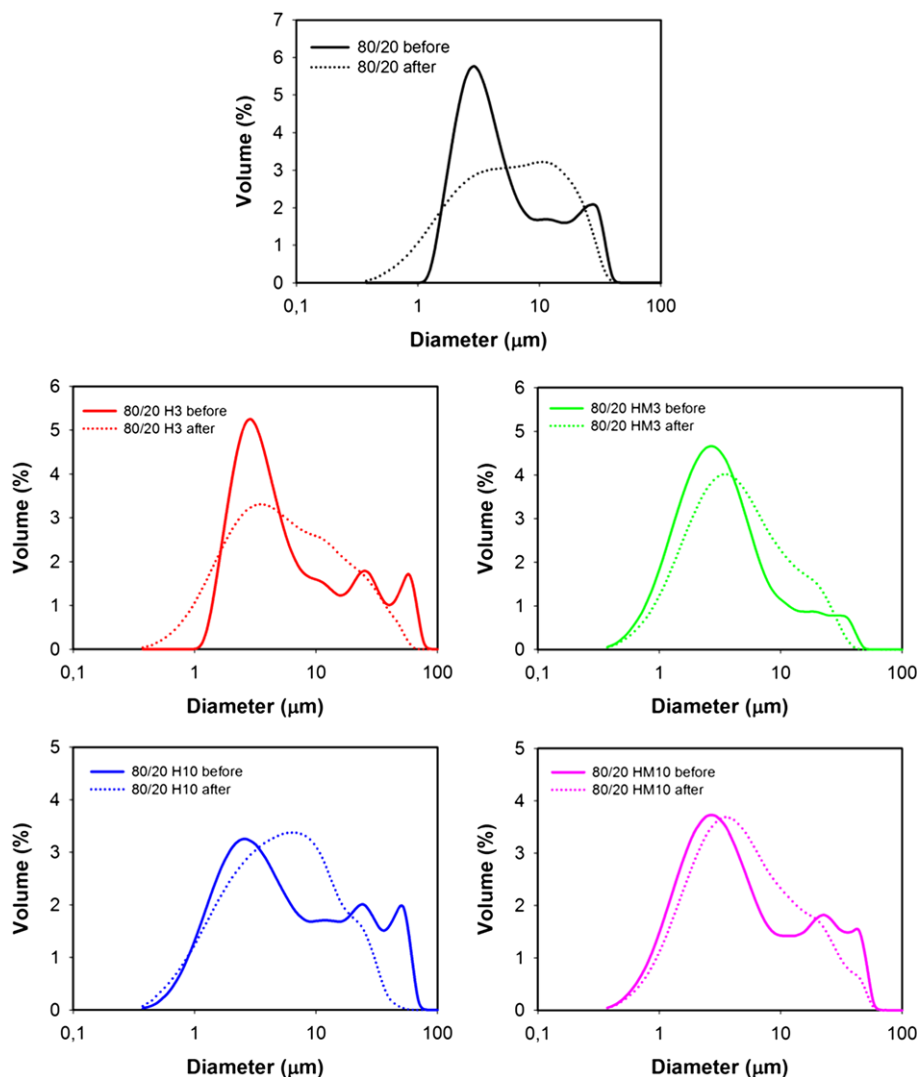 7
6
5
4
3
2
1
0
Volume (%)
80/20 before
80/20 after
0,1 1 10 100
Diameter (μm)
6
5
4
3
2
1
0
Volume (%)
80/20 H3 before
80/20 H3 after
0,1 1 10 100
Diameter (μm)
6
5
4
3
2
1
0
Volume (%)
80/20 HM3 before
80/20 HM3 after
0,1 1 10 100
Diameter (μm)
5
4
3
2
1
0
Volume (%)
80/20 H10 before
80/20 H10 after
0,1 1 10 100
Diameter (μm)
5
4
3
2
1
0
Volume (%)
80/20 HM10 before
80/20 HM10 after
0,1 1 10 100
Diameter (μm)